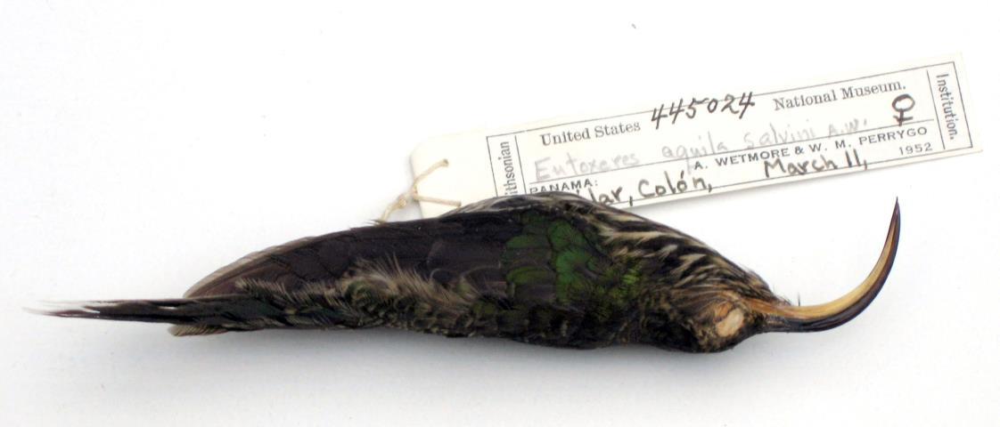 Smithsonian
United States 445024 National Museum.
Institution.
Eutoxeres aquila salvini A.W. ♀
A. WETMORE & W. M. PERRYGO
PANAMA:
Colón, March 11, 1952